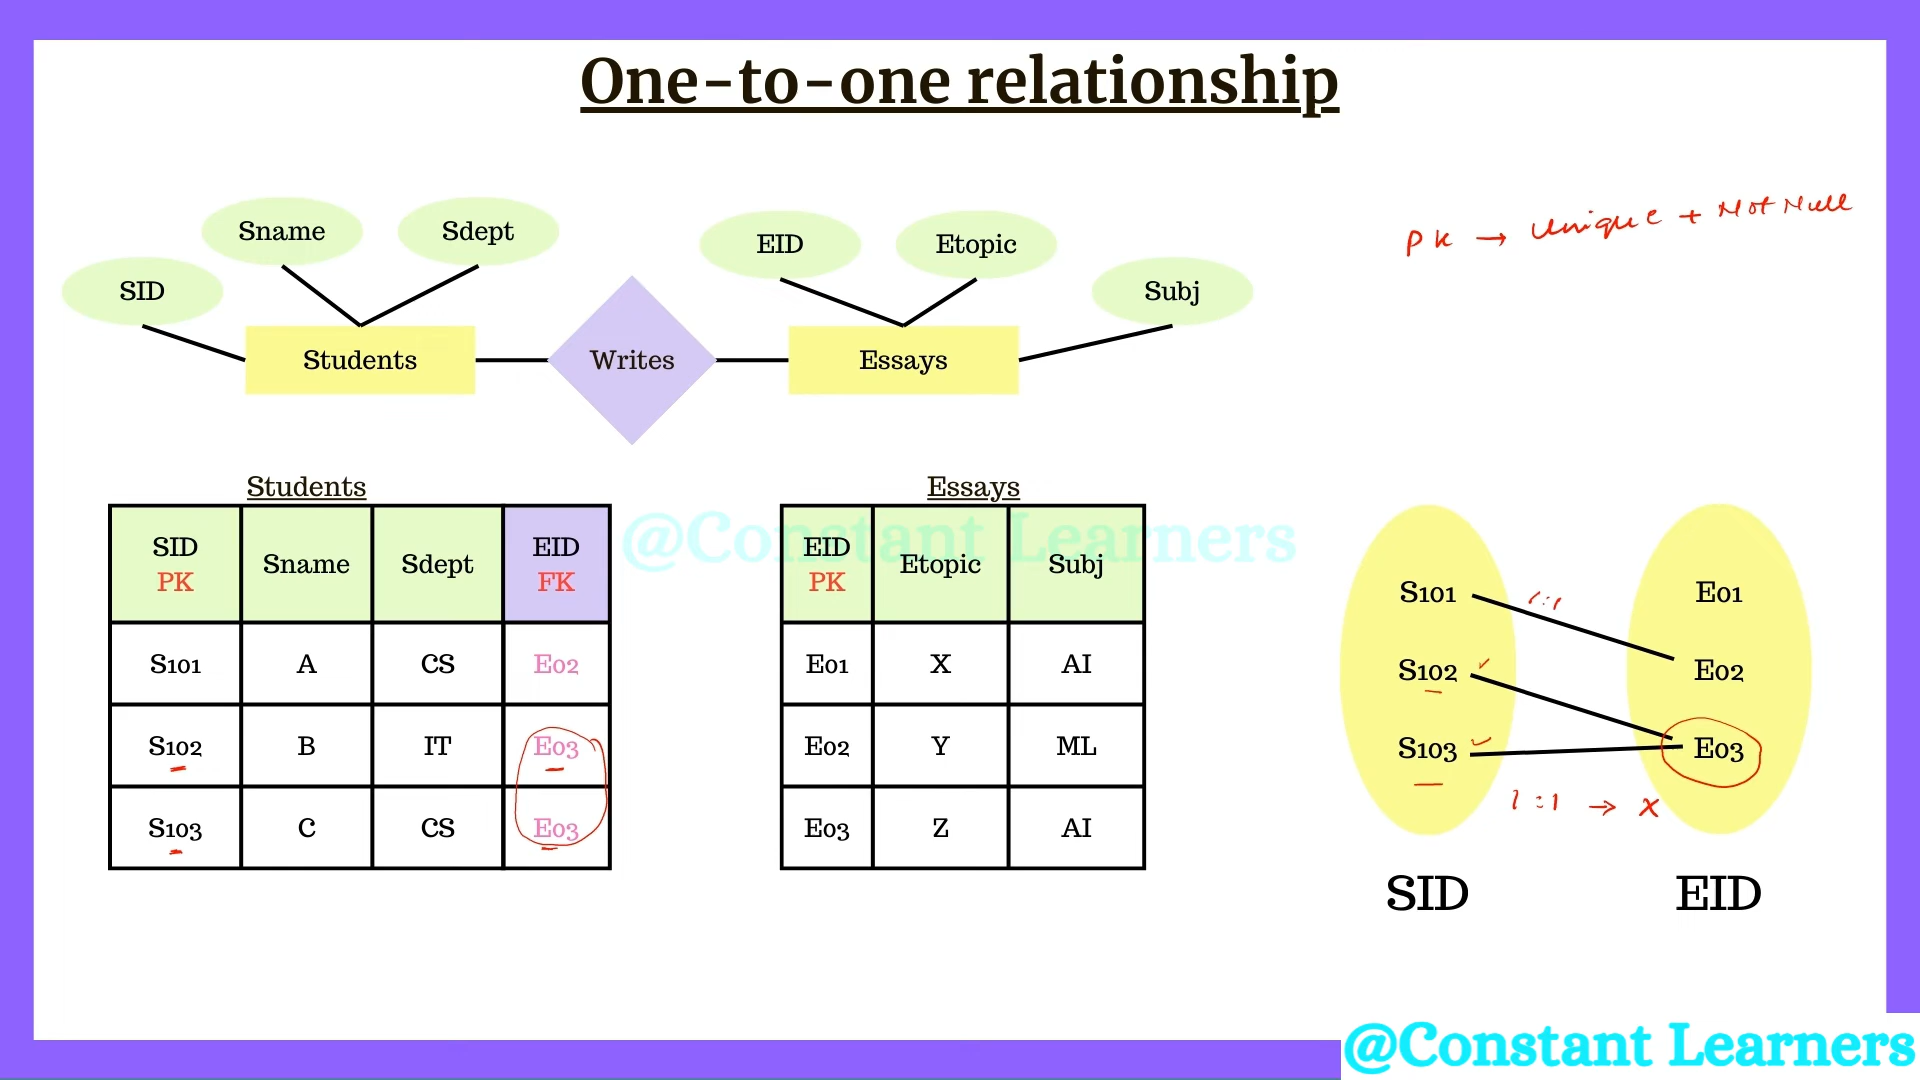 One-to-one relationship
Sname
Sdept
SID
EID
Etopic
Subj
PK → Unique + Not Null
Students
Writes
Essays
Students
SID PK Sname Sdept EID FK
S101 A CS E02
S102 B IT E03
S103 C CS E03
Essays
EID PK Etopic Subj
E01 X AI
E02 Y ML
E03 Z AI
@Constant Learners
S101 1:1 E01
S102 E02
S103 E03
1:1 → X
SID EID
@Constant Learners